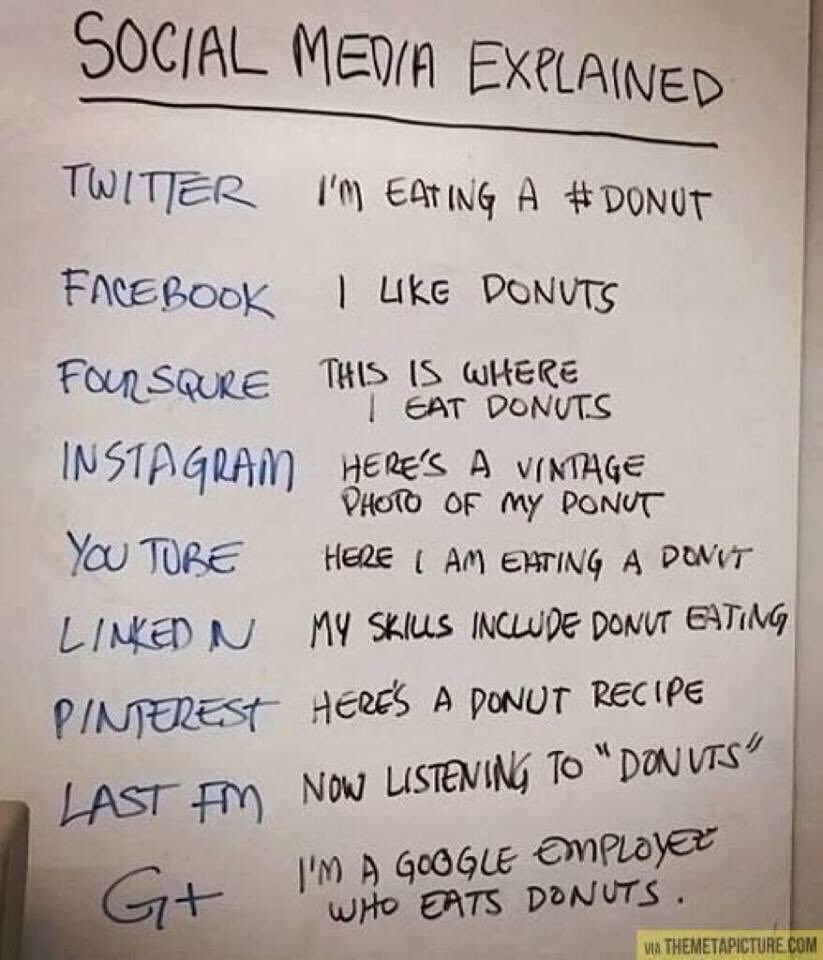 SOCIAL MEDIA EXPLAINED
TWITTER I'M EATING A #DONUT
FACEBOOK I LIKE DONUTS
FOURSQURE THIS IS WHERE
I EAT DONUTS
INSTAGRAM HERE'S A VINTAGE
PHOTO OF MY DONUT
YOU TUBE HERE I AM EATING A DONUT
LINKED IN MY SKILLS INCLUDE DONUT EATING
PINTEREST HERE'S A DONUT RECIPE
LAST FM NOW LISTENING TO "DONUTS"
G+ I'M A GOOGLE EMPLOYEE
WHO EATS DONUTS.
VIA THEMETAPICTURE.COM